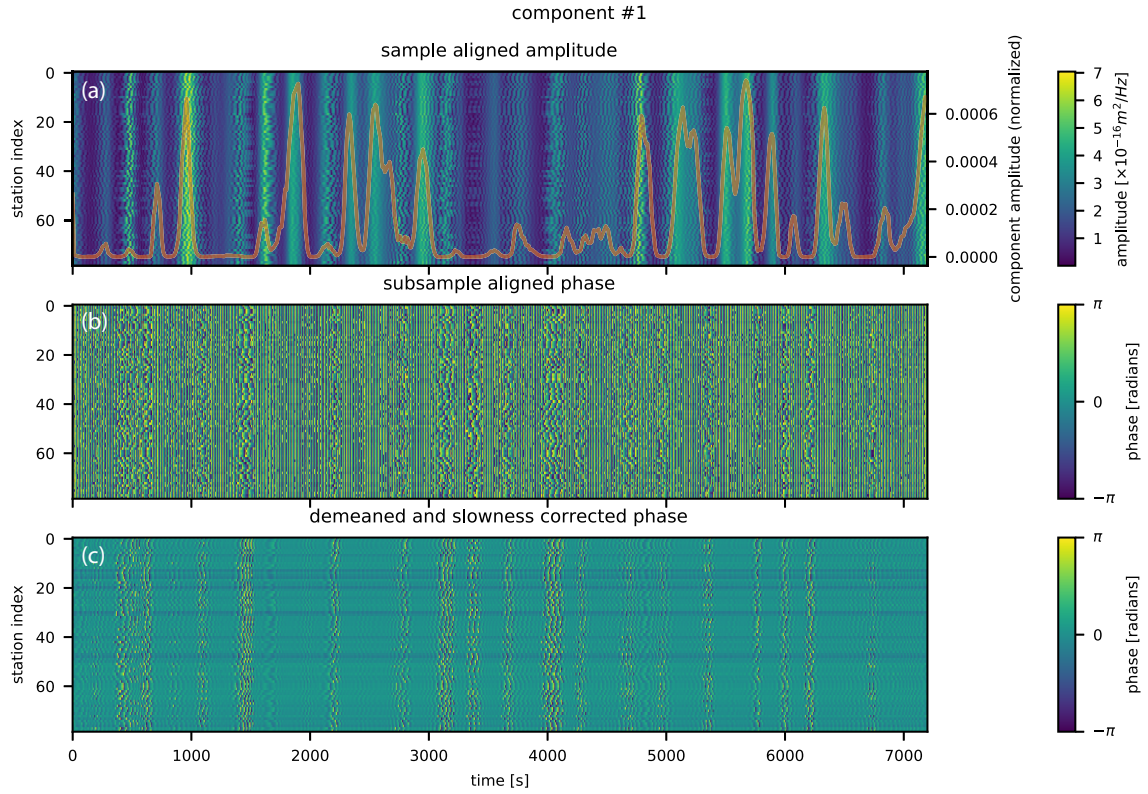 component #1
sample aligned amplitude
(a)
0
20
40
60
station index
0.0006
0.0004
0.0002
0.0000
component amplitude (normalized)
7
6
5
4
3
2
1
amplitude [×10⁻¹⁶m²/Hz]
subsample aligned phase
(b)
0
20
40
60
π
0
−π
phase [radians]
demeaned and slowness corrected phase
(c)
0
20
40
60
station index
π
0
−π
phase [radians]
0 1000 2000 3000 4000 5000 6000 7000
time [s]